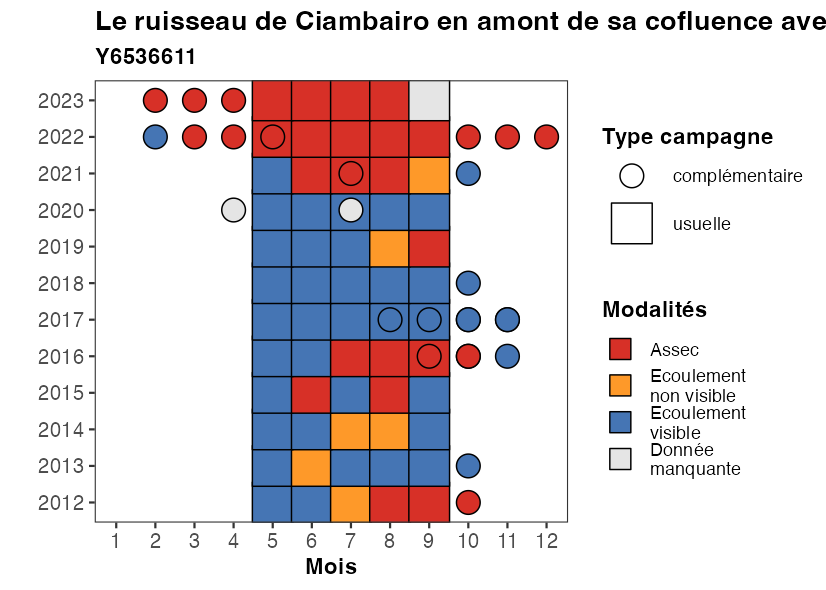 Le ruisseau de Ciambairo en amont de sa cofluence ave
Y6536611
2023
2022
2021
2020
2019
2018
2017
2016
2015
2014
2013
2012
1 2 3 4 5 6 7 8 9 10 11 12
Mois
Type campagne
complémentaire
usuelle
Modalités
Assec
Ecoulement
non visible
Ecoulement
visible
Donnée
manquante